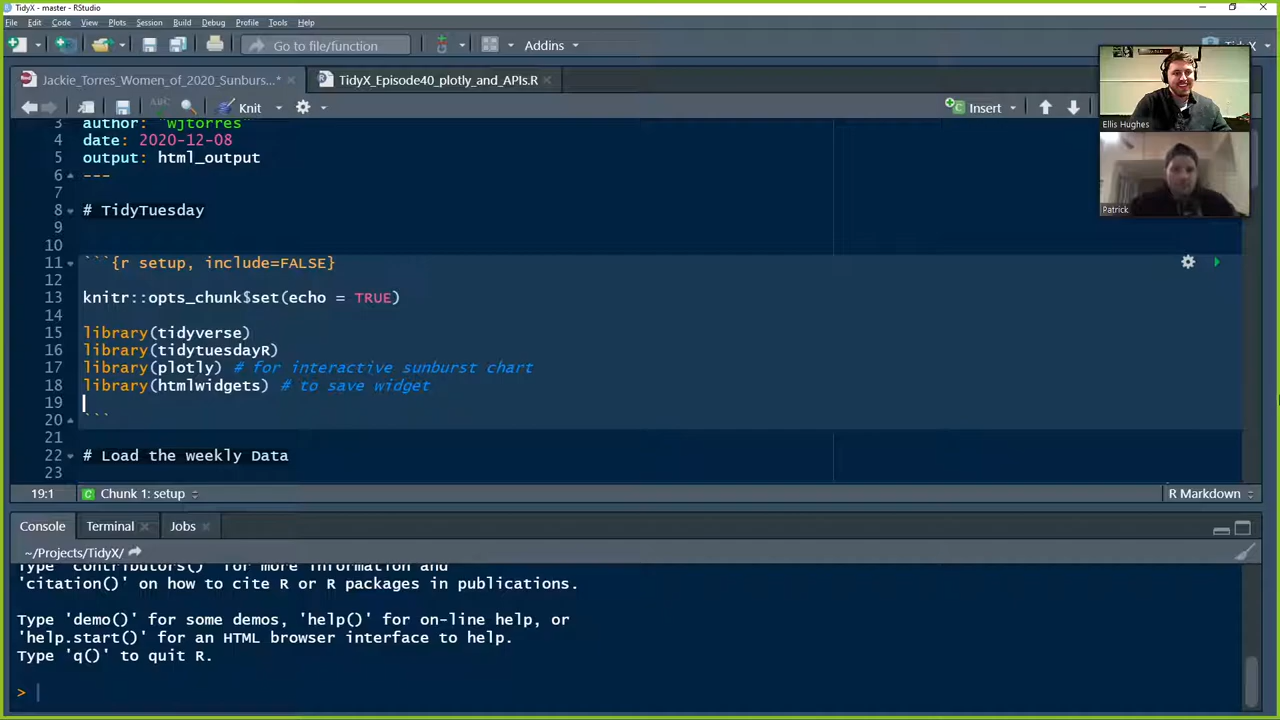 TidyX - master - RStudio
File Edit Code View Plots Session Build Debug Profile Tools Help
Go to file/function Addins TidyX
Jackie_Torres_Women_of_2020_Sunburs...* TidyX_Episode40_plotly_and_APIs.R
ABC Knit Insert
3 author: "wjtorres"
4 date: 2020-12-08
5 output: html_output
6 ---
7
8 # TidyTuesday
9
10
11 ```{r setup, include=FALSE}
12
13 knitr::opts_chunk$set(echo = TRUE)
14
15 library(tidyverse)
16 library(tidytuesdayR)
17 library(plotly) # for interactive sunburst chart
18 library(htmlwidgets) # to save widget
19
20 ```
21
22 # Load the weekly Data
23
19:1 Chunk 1: setup R Markdown
Console Terminal Jobs
~/Projects/TidyX/
Type 'contributors()' for more information and
'citation()' on how to cite R or R packages in publications.
Type 'demo()' for some demos, 'help()' for on-line help, or
'help.start()' for an HTML browser interface to help.
Type 'q()' to quit R.
>
Ellis Hughes
Patrick